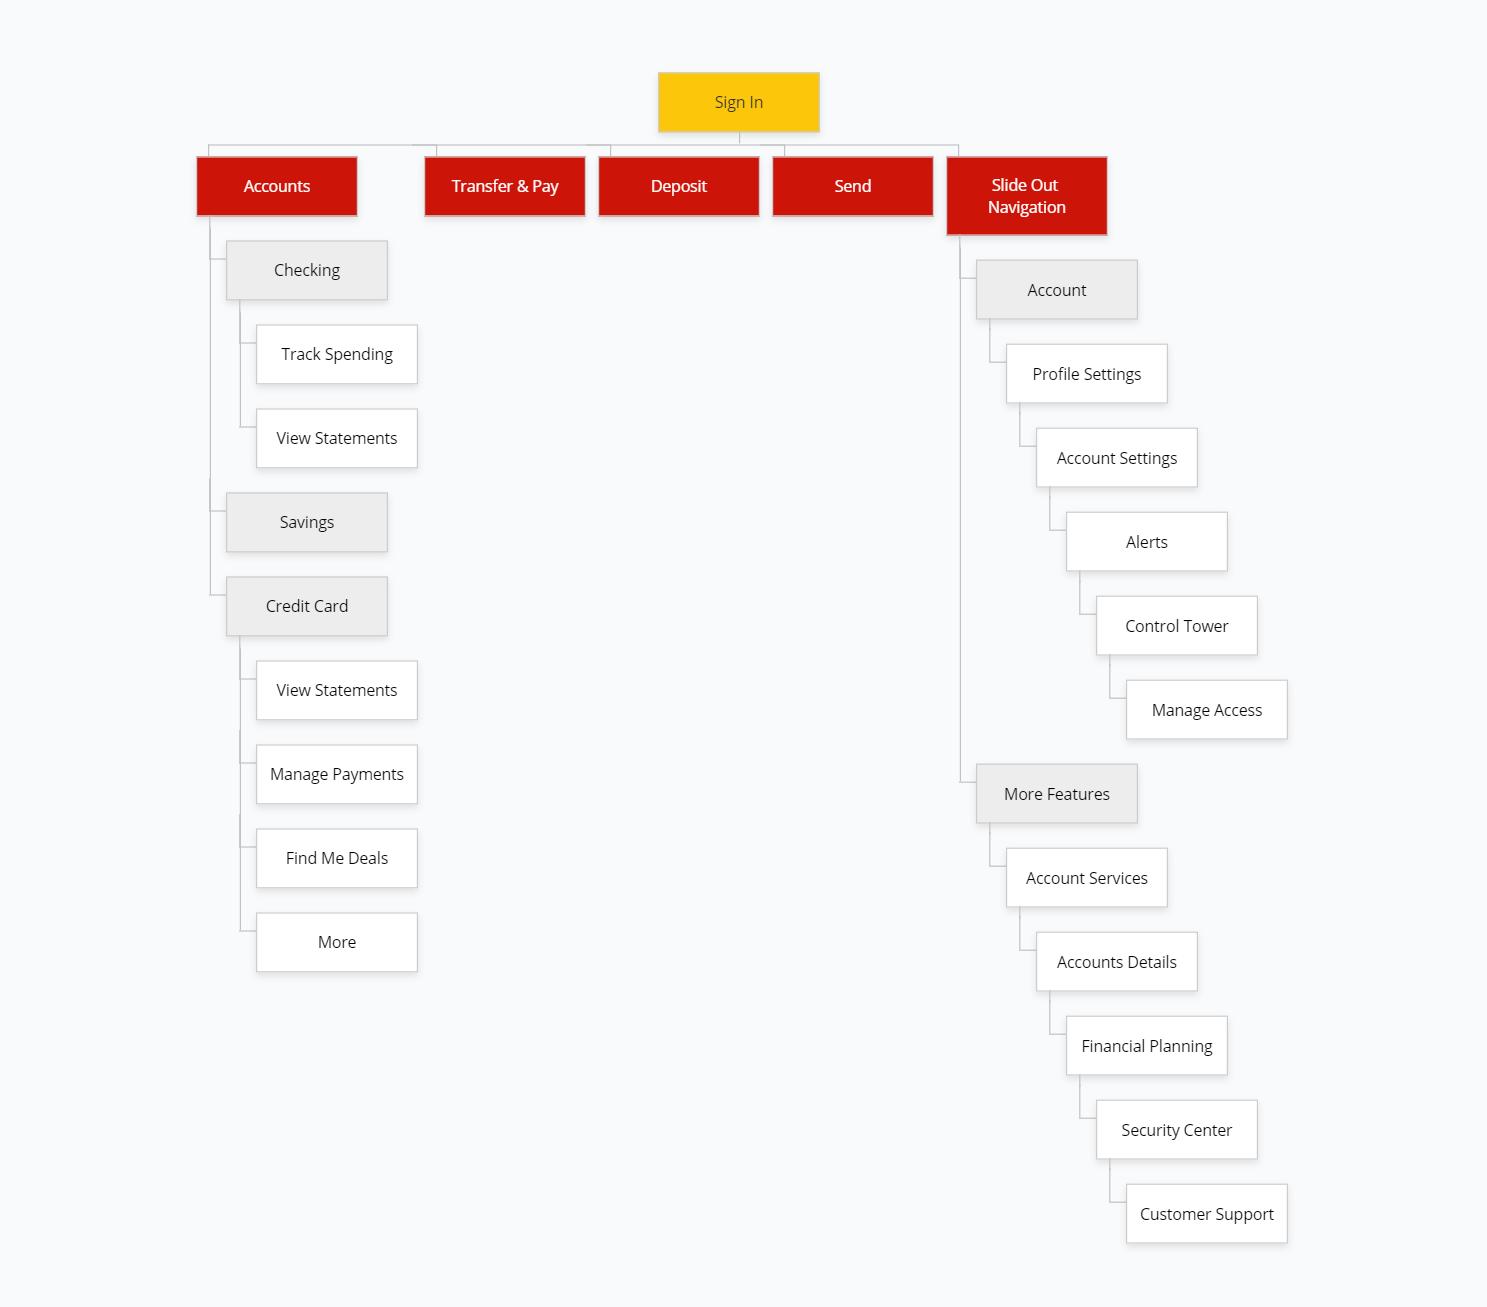 Sign In
Accounts
Transfer & Pay
Deposit
Send
Slide Out
Navigation
Checking
Track Spending
View Statements
Savings
Credit Card
View Statements
Manage Payments
Find Me Deals
More
Account
Profile Settings
Account Settings
Alerts
Control Tower
Manage Access
More Features
Account Services
Accounts Details
Financial Planning
Security Center
Customer Support